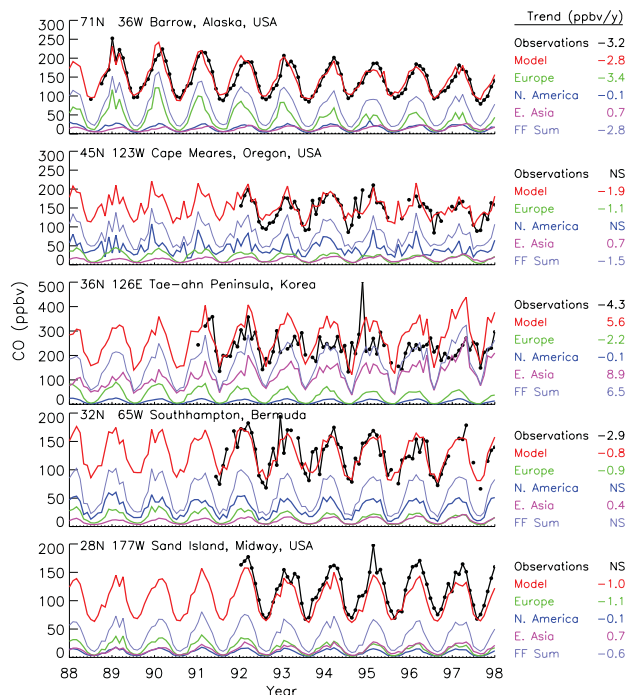 Trend (ppbv/y)
71N 36W Barrow, Alaska, USA
300
250
200
150
100
50
0
Observations −3.2
Model −2.8
Europe −3.4
N. America −0.1
E. Asia 0.7
FF Sum −2.8
45N 123W Cape Meares, Oregon, USA
300
250
200
150
100
50
0
Observations NS
Model −1.9
Europe −1.1
N. America NS
E. Asia 0.7
FF Sum −1.5
CO (ppbv)
36N 126E Tae−ahn Peninsula, Korea
500
400
300
200
100
0
Observations −4.3
Model 5.6
Europe −2.2
N. America −0.1
E. Asia 8.9
FF Sum 6.5
32N 65W Southhampton, Bermuda
200
150
100
50
0
Observations −2.9
Model −0.8
Europe −0.9
N. America NS
E. Asia 0.4
FF Sum NS
28N 177W Sand Island, Midway, USA
200
150
100
50
0
Observations NS
Model −1.0
Europe −1.1
N. America −0.1
E. Asia 0.7
FF Sum −0.6
88 89 90 91 92 93 94 95 96 97 98
Year